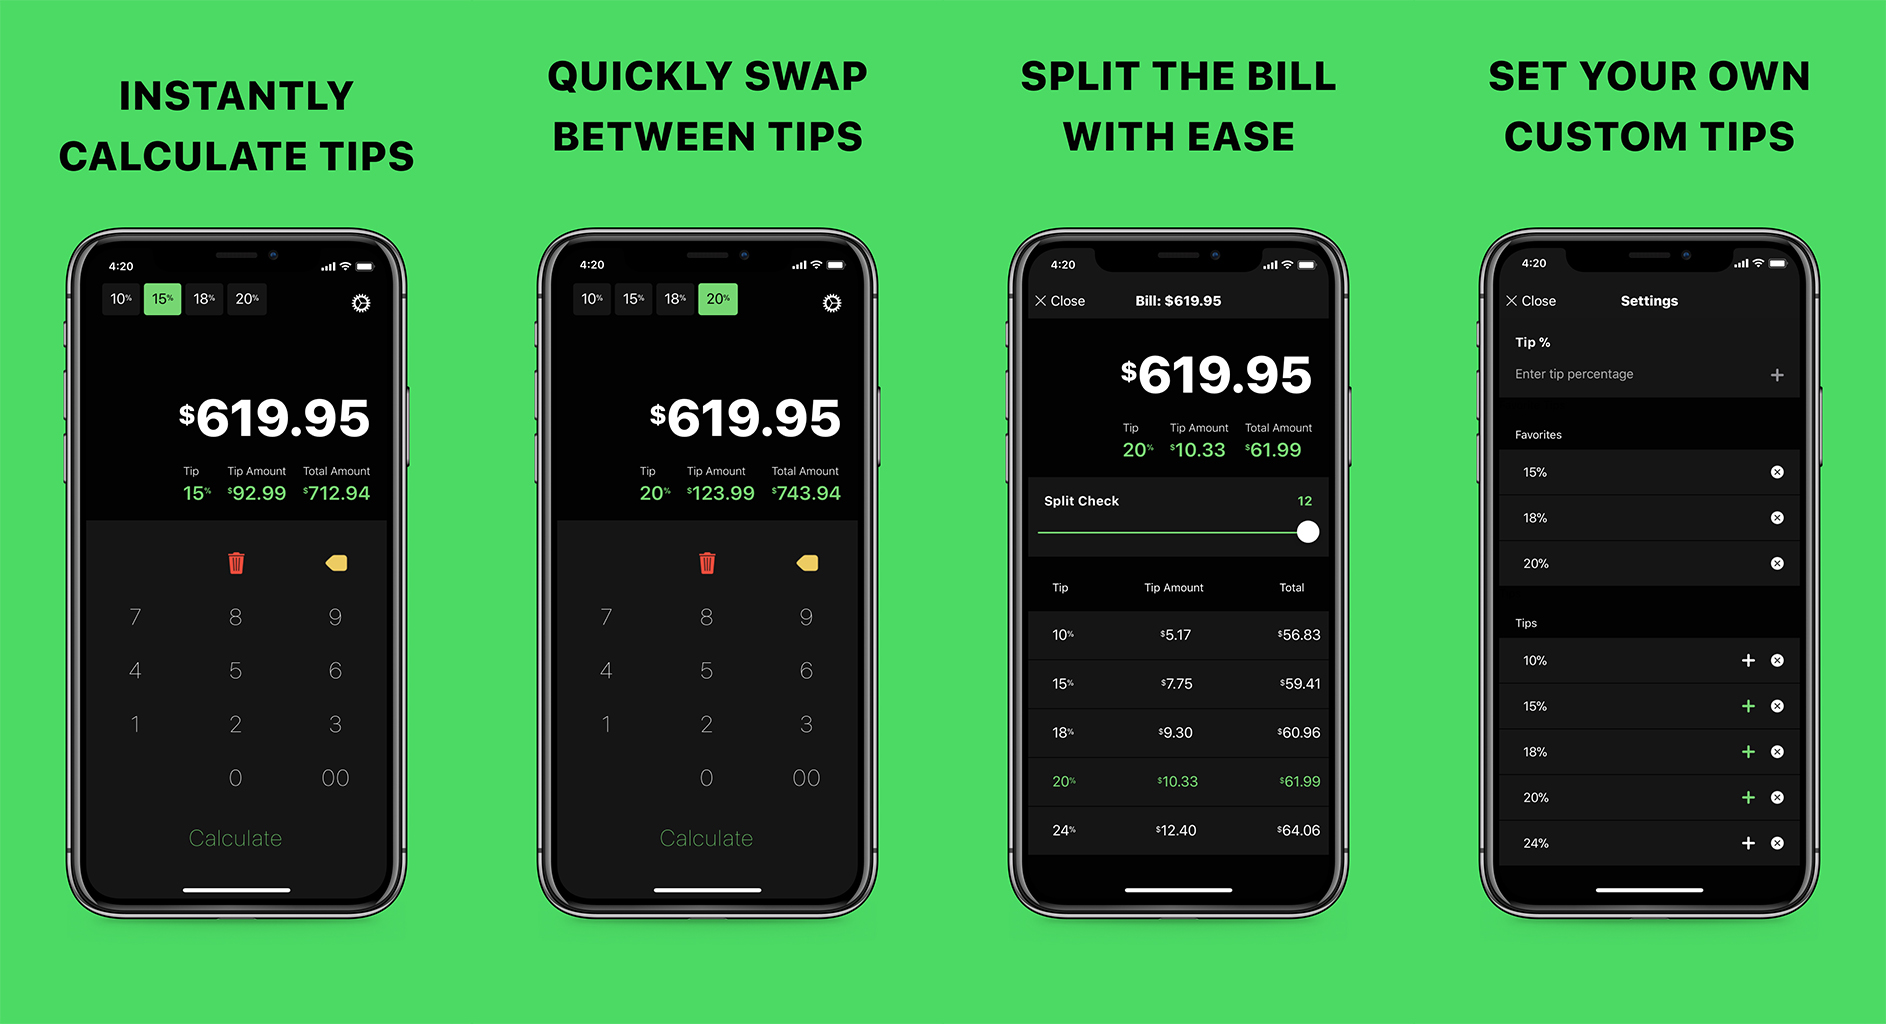 INSTANTLY
CALCULATE TIPS
4:20
10% 15% 18% 20%
$619.95
Tip Tip Amount Total Amount
15% $92.99 $712.94
7 8 9
4 5 6
1 2 3
0 00
Calculate
QUICKLY SWAP
BETWEEN TIPS
4:20
10% 15% 18% 20%
$619.95
Tip Tip Amount Total Amount
20% $123.99 $743.94
7 8 9
4 5 6
1 2 3
0 00
Calculate
SPLIT THE BILL
WITH EASE
4:20
Close Bill: $619.95
$619.95
Tip Tip Amount Total Amount
20% $10.33 $61.99
Split Check 12
Tip Tip Amount Total
10% $5.17 $56.83
15% $7.75 $59.41
18% $9.30 $60.96
20% $10.33 $61.99
24% $12.40 $64.06
SET YOUR OWN
CUSTOM TIPS
4:20
Close Settings
Tip %
Enter tip percentage +
Favorites
15%
18%
20%
Tips
10% +
15% +
18% +
20% +
24% +